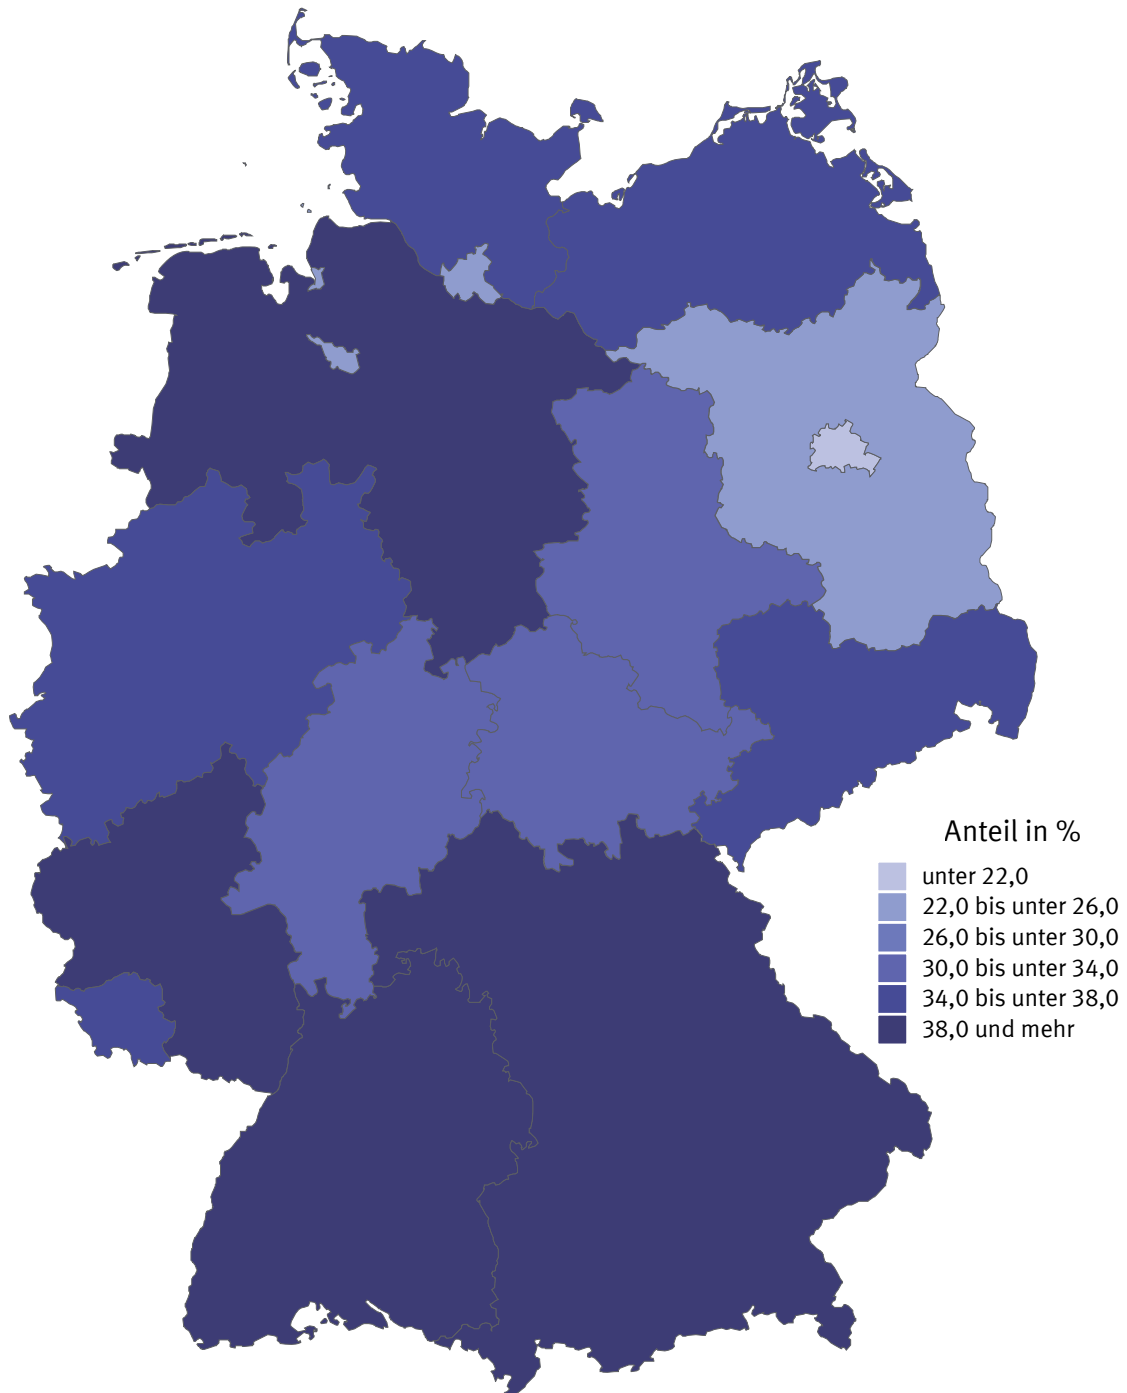 Anteil in %
unter 22,0
22,0 bis unter 26,0
26,0 bis unter 30,0
30,0 bis unter 34,0
34,0 bis unter 38,0
38,0 und mehr